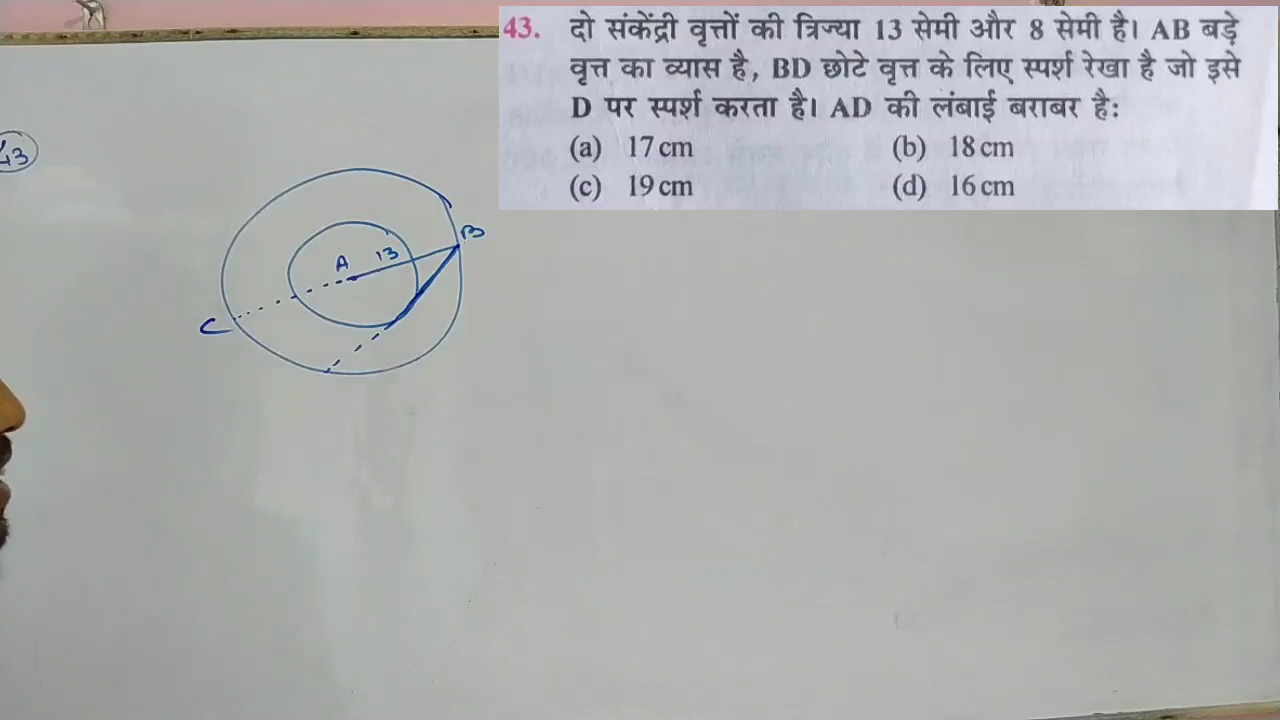 43. दो संकेंद्री वृत्तों की त्रिज्या 13 सेमी और 8 सेमी है। AB बड़े
वृत्त का व्यास है, BD छोटे वृत्त के लिए स्पर्श रेखा है जो इसे
D पर स्पर्श करता है। AD की लंबाई बराबर है:
(a) 17 cm (b) 18 cm
(c) 19 cm (d) 16 cm
43
B
A 13
C